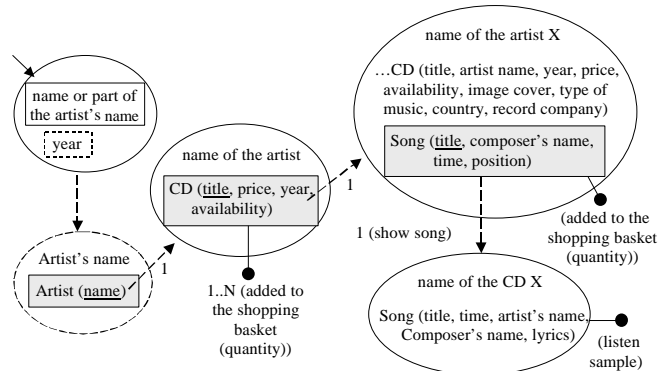 name or part of
the artist's name
year
Artist's name
Artist (name)
1
name of the artist
CD (title, price, year,
availability)
1
1..N (added to
the shopping
basket
(quantity))
name of the artist X
…CD (title, artist name, year, price,
availability, image cover, type of
music, country, record company)
Song (title, composer's name,
time, position)
(added to the
shopping basket
(quantity))
1 (show song)
name of the CD X
Song (title, time, artist's name,
Composer's name, lyrics)
(listen
sample)